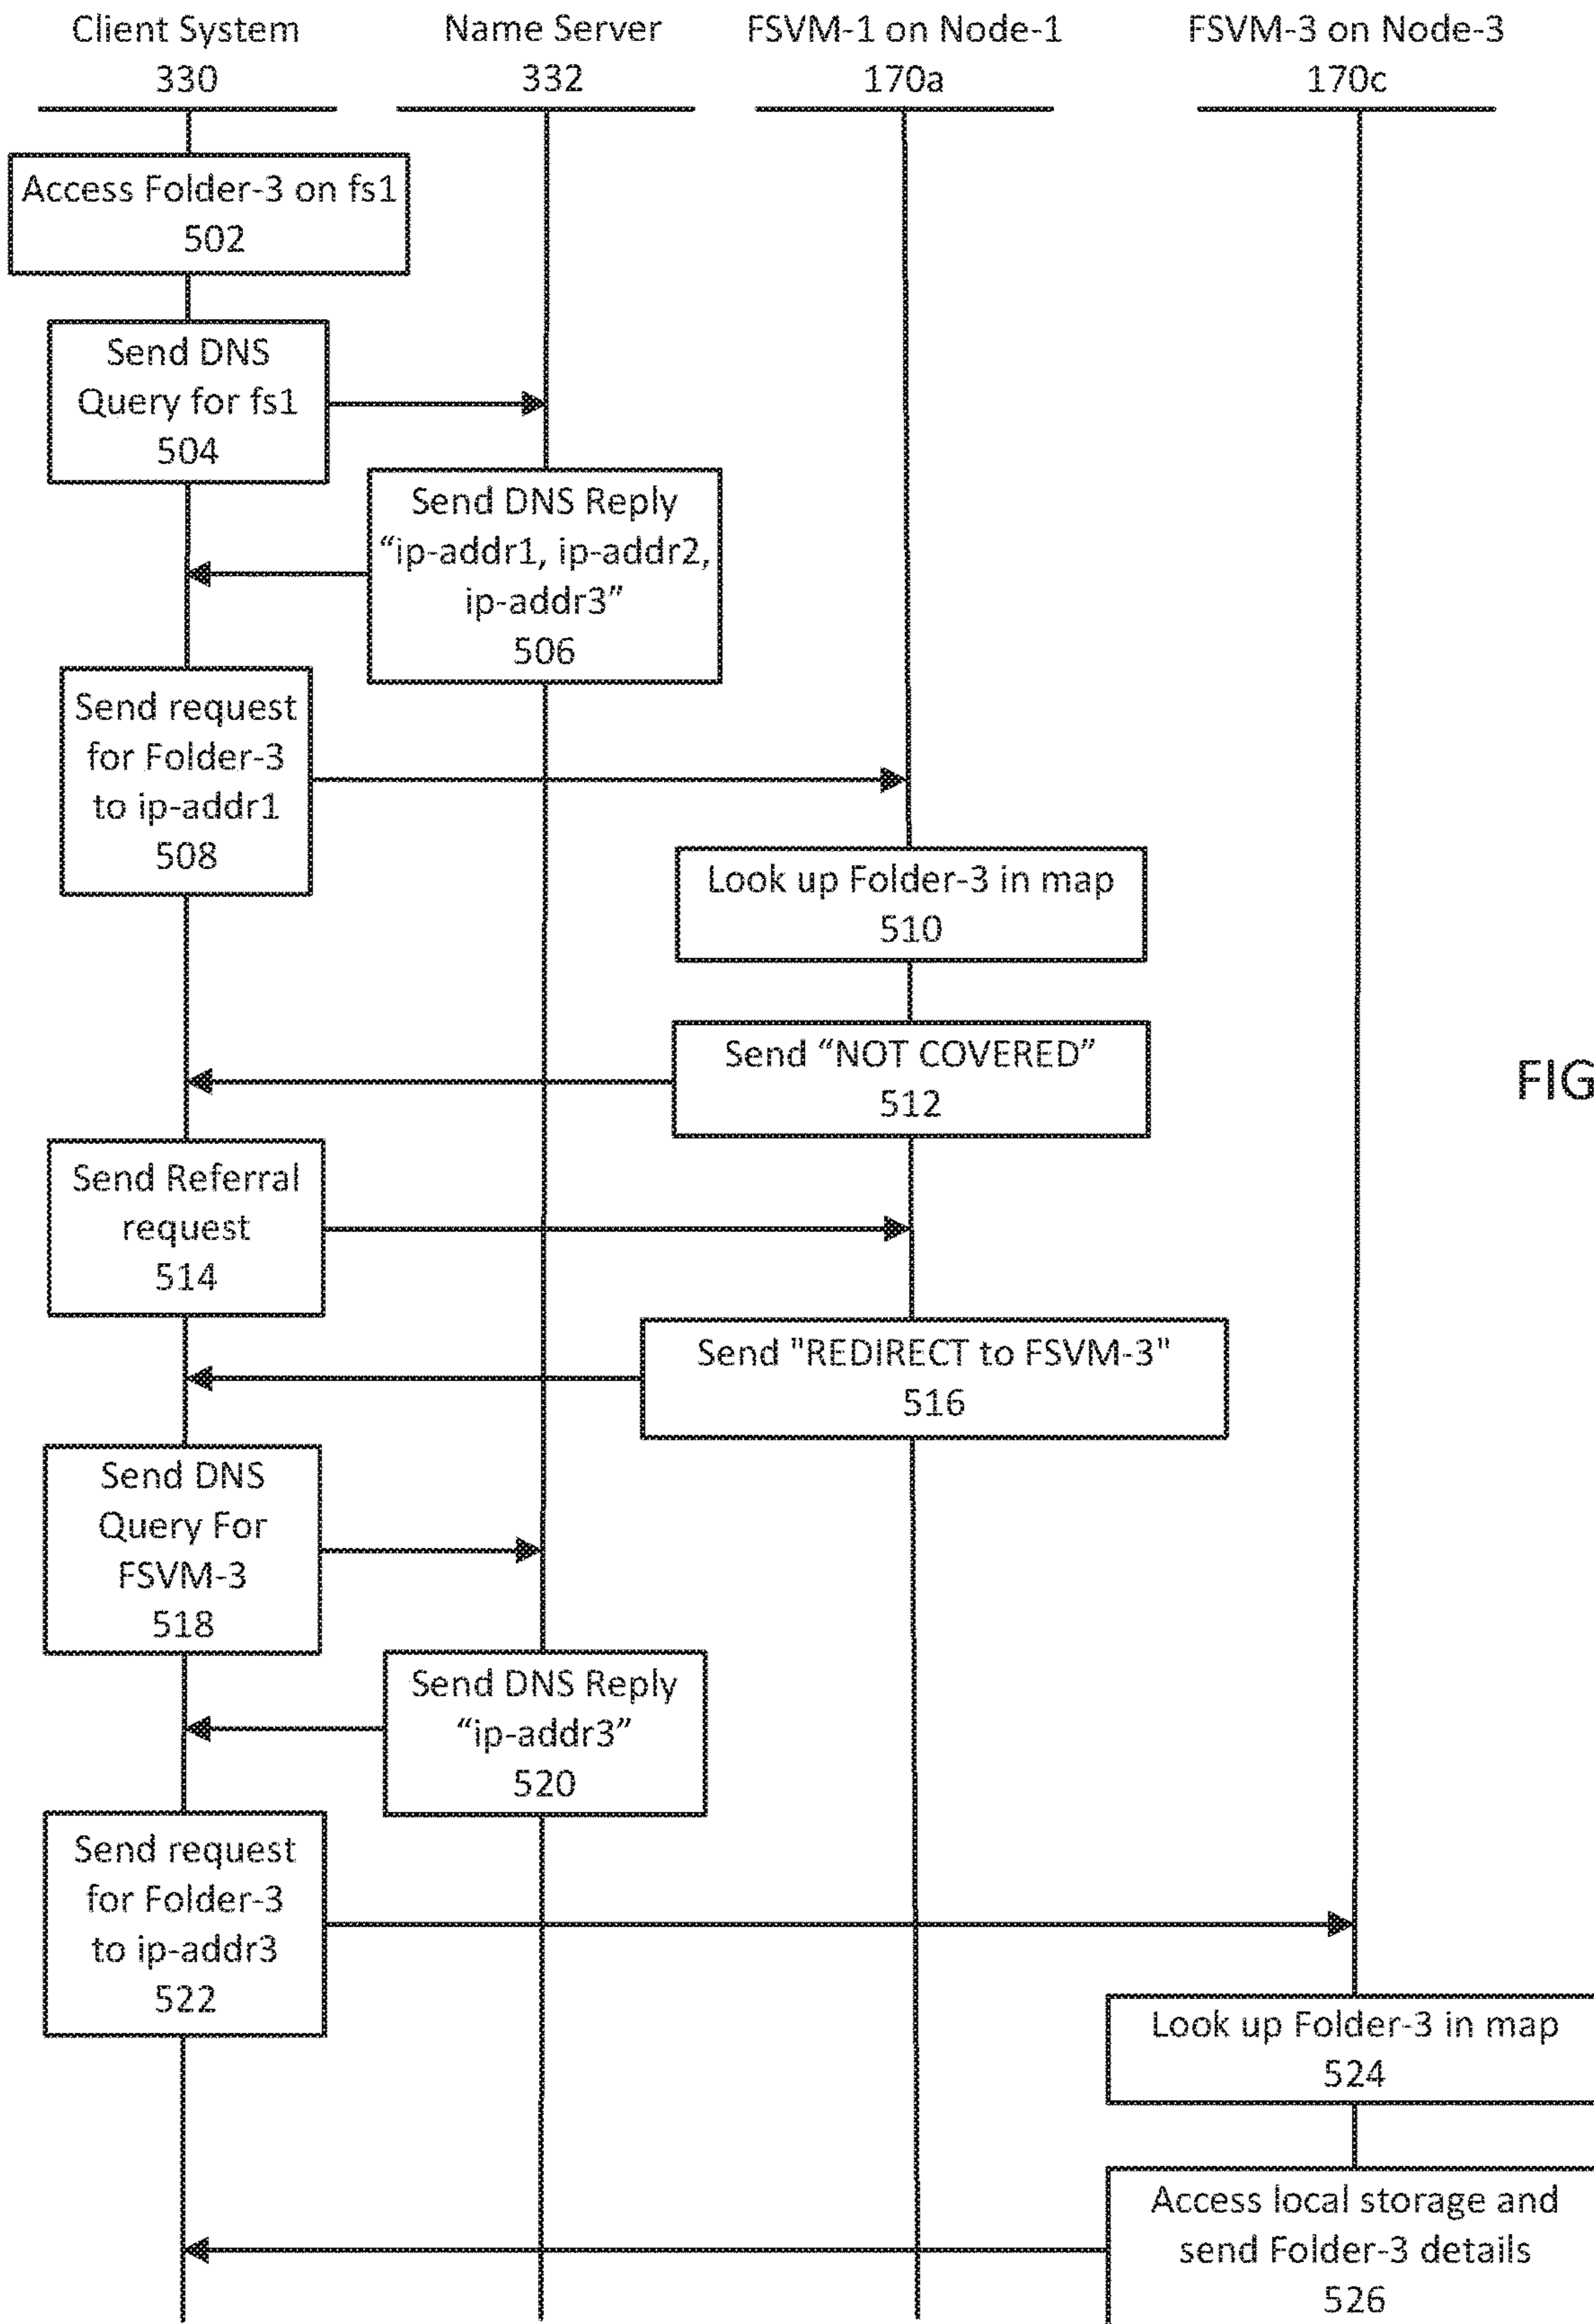 Client System
330
Name Server
332
FSVM-1 on Node-1
170a
FSVM-3 on Node-3
170c
Access Folder-3 on fs1
502
Send DNS
Query for fs1
504
Send DNS Reply
“ip-addr1, ip-addr2,
ip-addr3”
506
Send request
for Folder-3
to ip-addr1
508
Look up Folder-3 in map
510
Send “NOT COVERED”
512
FIG
Send Referral
request
514
Send "REDIRECT to FSVM-3"
516
Send DNS
Query For
FSVM-3
518
Send DNS Reply
“ip-addr3”
520
Send request
for Folder-3
to ip-addr3
522
Look up Folder-3 in map
524
Access local storage and
send Folder-3 details
526